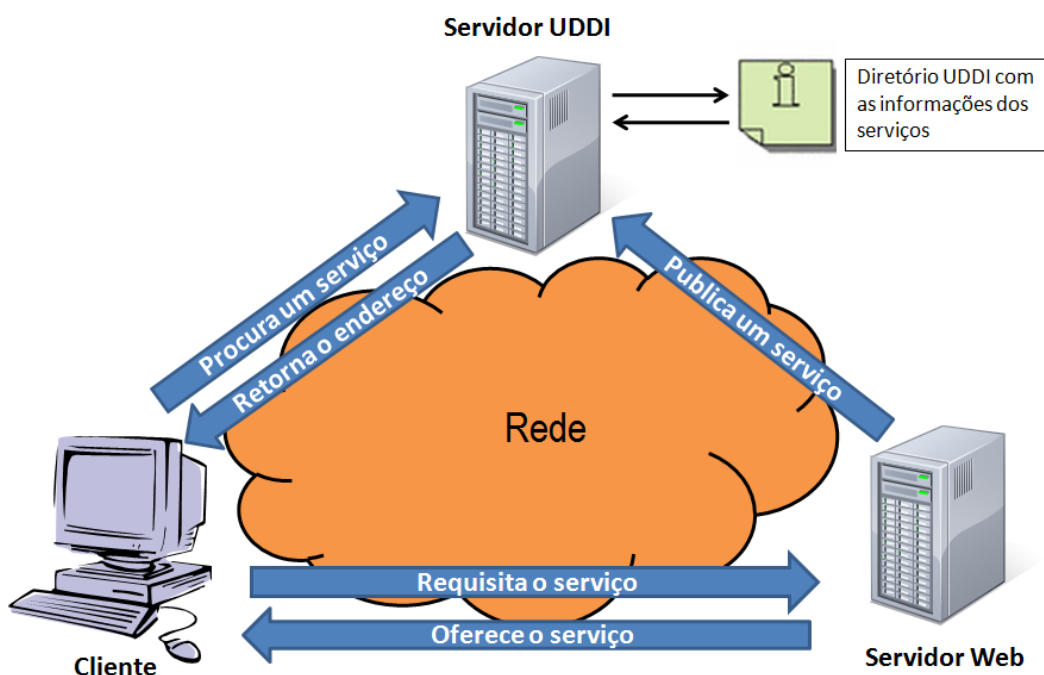 Servidor UDDI
Diretório UDDI com
as informações dos
serviços
Procura um serviço
Retorna o endereço
Publica um serviço
Rede
Requisita o serviço
Oferece o serviço
Cliente
Servidor Web